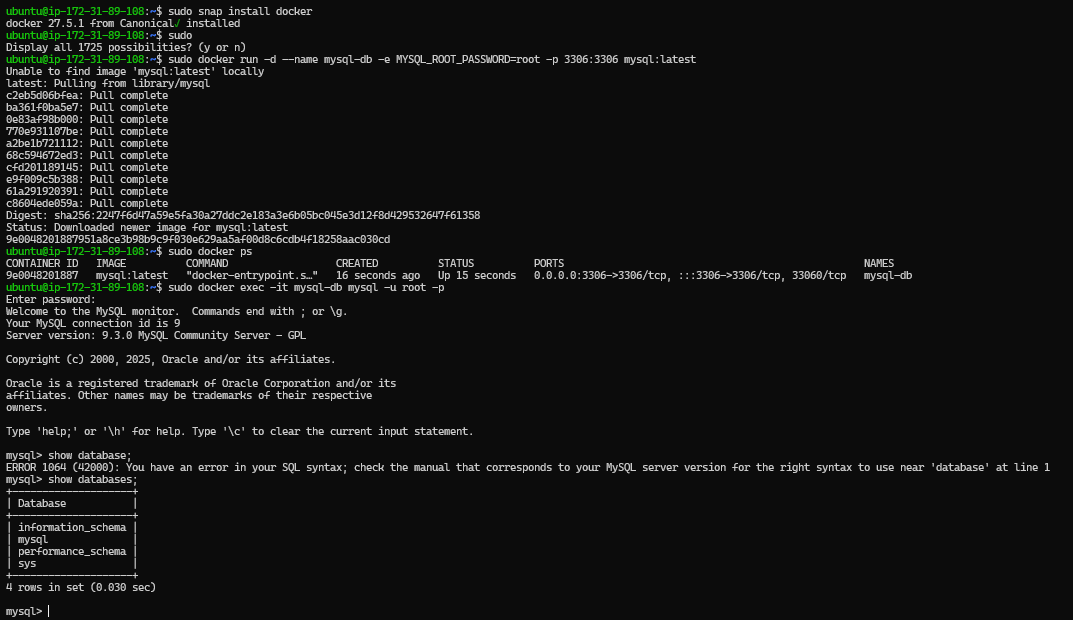 ubuntu@ip-172-31-89-108:~$ sudo snap install docker
docker 27.5.1 from Canonical✓ installed
ubuntu@ip-172-31-89-108:~$ sudo
Display all 1725 possibilities? (y or n)
ubuntu@ip-172-31-89-108:~$ sudo docker run -d --name mysql-db -e MYSQL_ROOT_PASSWORD=root -p 3306:3306 mysql:latest
Unable to find image 'mysql:latest' locally
latest: Pulling from library/mysql
c2eb5d06bfea: Pull complete
ba361f0ba5e7: Pull complete
0e83af98b000: Pull complete
770e931107be: Pull complete
a2be1b721112: Pull complete
68c594672ed3: Pull complete
cfd201189145: Pull complete
e9f009c5b388: Pull complete
61a291920391: Pull complete
c8604ede059a: Pull complete
Digest: sha256:2247f6d47a59e5fa30a27ddc2e183a3e6b05bc045e3d12f8d429532647f61358
Status: Downloaded newer image for mysql:latest
9e0048201887951a8ce3b98b9c9f030e629aa5af00d8c6cdb4f18258aac030cd
ubuntu@ip-172-31-89-108:~$ sudo docker ps
CONTAINER ID   IMAGE          COMMAND                  CREATED          STATUS          PORTS                                                  NAMES
9e0048201887   mysql:latest   "docker-entrypoint.s…"   16 seconds ago   Up 15 seconds   0.0.0.0:3306->3306/tcp, :::3306->3306/tcp, 33060/tcp   mysql-db
ubuntu@ip-172-31-89-108:~$ sudo docker exec -it mysql-db mysql -u root -p
Enter password:
Welcome to the MySQL monitor.  Commands end with ; or \g.
Your MySQL connection id is 9
Server version: 9.3.0 MySQL Community Server - GPL

Copyright (c) 2000, 2025, Oracle and/or its affiliates.

Oracle is a registered trademark of Oracle Corporation and/or its
affiliates. Other names may be trademarks of their respective
owners.

Type 'help;' or '\h' for help. Type '\c' to clear the current input statement.

mysql> show database;
ERROR 1064 (42000): You have an error in your SQL syntax; check the manual that corresponds to your MySQL server version for the right syntax to use near 'database' at line 1
mysql> show databases;
+--------------------+
| Database           |
+--------------------+
| information_schema |
| mysql              |
| performance_schema |
| sys                |
+--------------------+
4 rows in set (0.030 sec)

mysql>